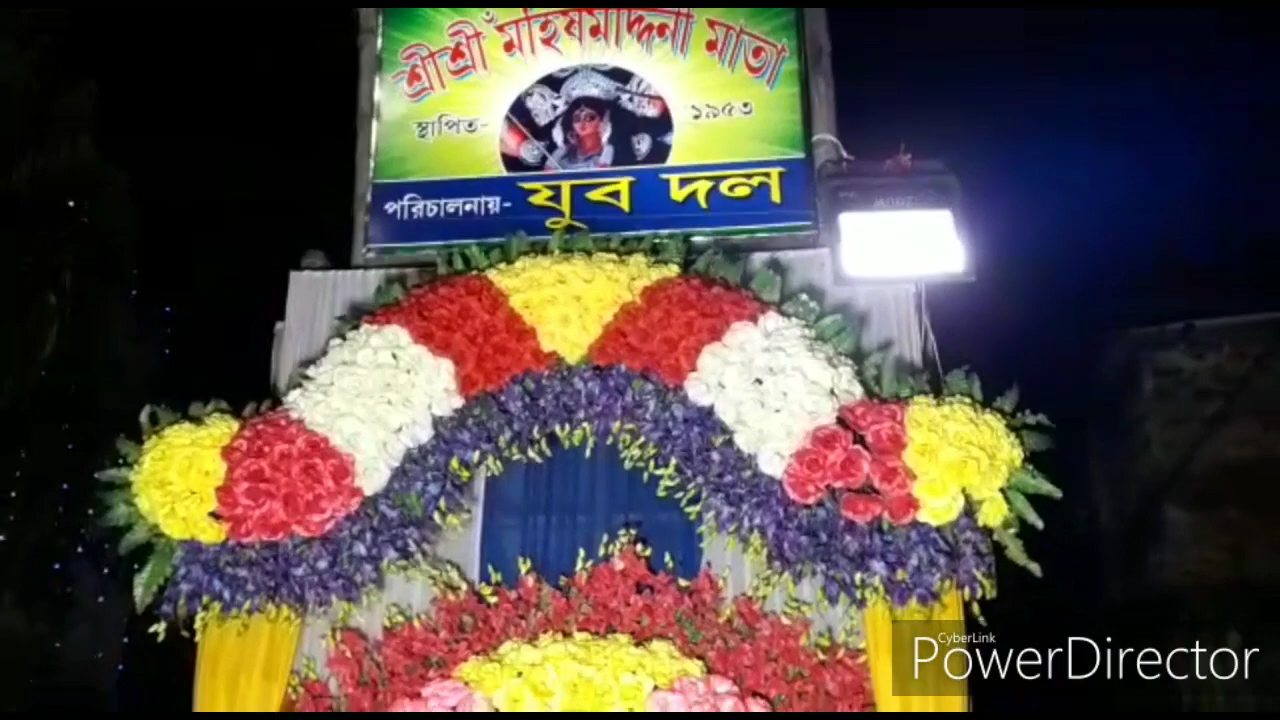 শ্রীশ্রী ঁমহিষমর্দ্দিনী মাতা
স্থাপিত- ১৯৫৩
পরিচালনায়- যুব দল
CyberLink
PowerDirector